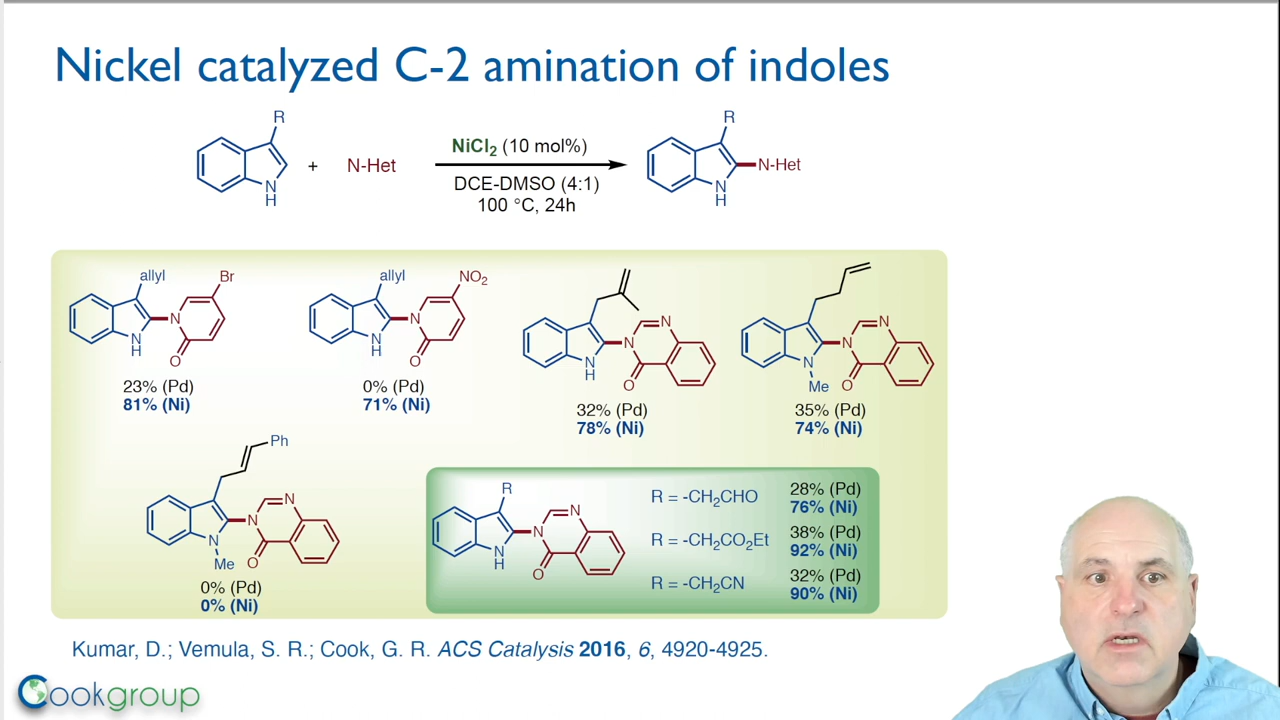 Nickel catalyzed C-2 amination of indoles
R
N
H
+
N-Het
NiCl2 (10 mol%)
DCE-DMSO (4:1)
100 °C, 24h
R
N-Het
N
H
allyl
Br
N
N
H
O
23% (Pd)
81% (Ni)
allyl
NO2
N
N
H
O
0% (Pd)
71% (Ni)
N
N
N
H
O
32% (Pd)
78% (Ni)
N
N
N
Me
O
35% (Pd)
74% (Ni)
Ph
N
N
N
Me
O
0% (Pd)
0% (Ni)
R
N
N
N
H
O
R = -CH2CHO
28% (Pd)
76% (Ni)
R = -CH2CO2Et
38% (Pd)
92% (Ni)
R = -CH2CN
32% (Pd)
90% (Ni)
Kumar, D.; Vemula, S. R.; Cook, G. R. ACS Catalysis 2016, 6, 4920-4925.
Cookgroup